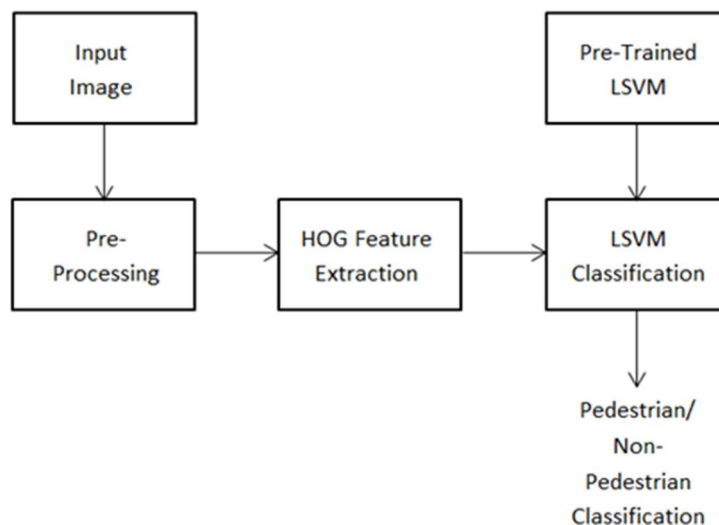 Input
Image
Pre-Trained
LSVM
Pre-
Processing
HOG Feature
Extraction
LSVM
Classification
Pedestrian/
Non-
Pedestrian
Classification